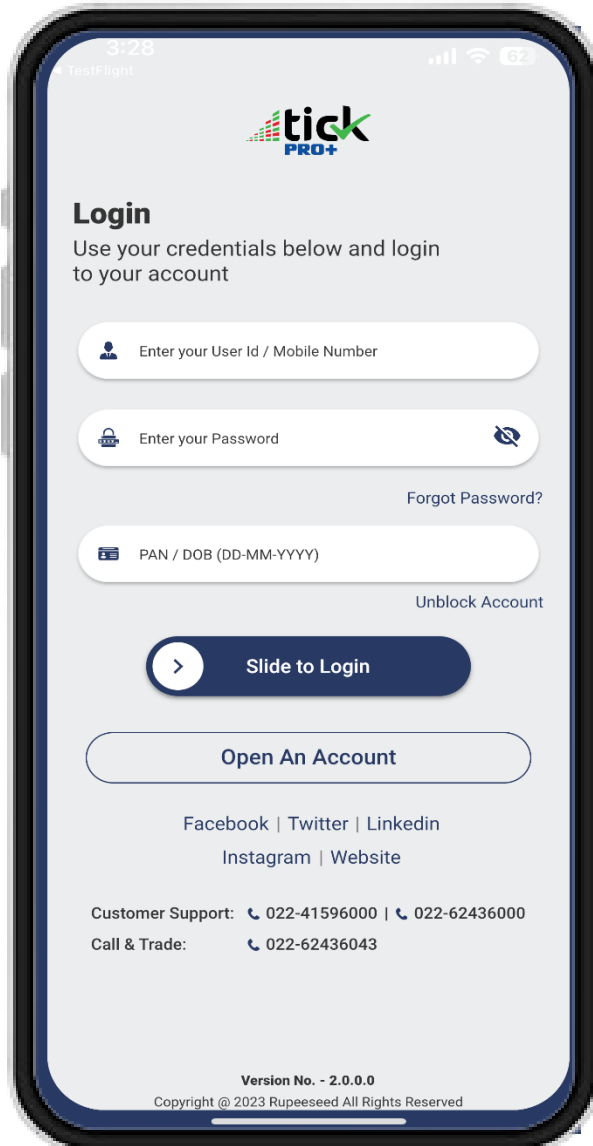 3:28
62
TestFlight
tick
PRO+
Login
Use your credentials below and login
to your account
Enter your User Id / Mobile Number
Enter your Password
Forgot Password?
PAN / DOB (DD-MM-YYYY)
Unblock Account
Slide to Login
Open An Account
Facebook | Twitter | Linkedin
Instagram | Website
Customer Support: 022-41596000 | 022-62436000
Call & Trade: 022-62436043
Version No. - 2.0.0.0
Copyright @ 2023 Rupeeseed All Rights Reserved